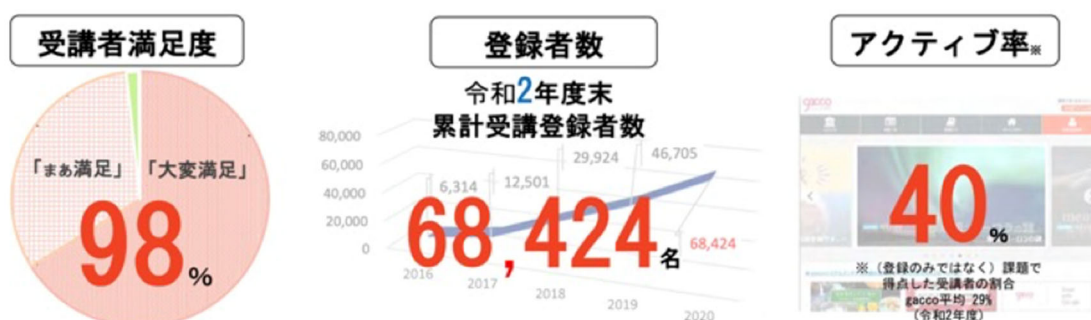 受講者満足度
「まぁ満足」
「大変満足」
98%
登録者数
令和2年度末
累計受講登録者数
80,000
60,000
40,000
20,000
0
6,314
12,501
29,924
46,705
68,424
68,424名
2016
2017
2018
2019
2020
アクティブ率※
gacco
40%
※（登録のみではなく）課題で
得点した受講者の割合
gacco平均 29%
（令和2年度）